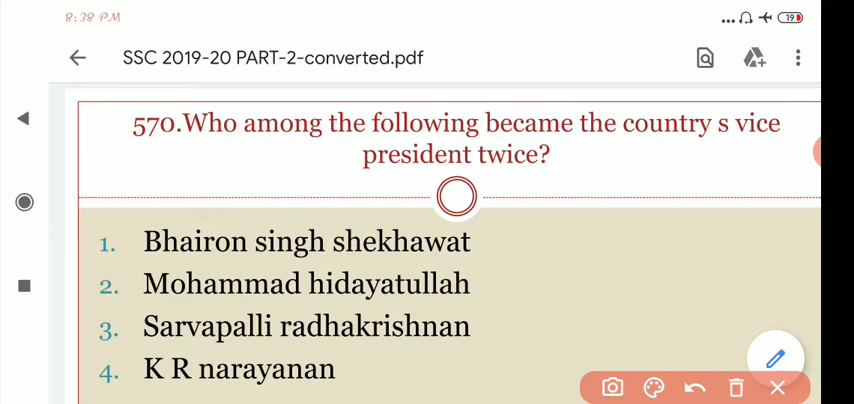 8:38 PM
19
SSC 2019-20 PART-2-converted.pdf
570.Who among the following became the country s vice
president twice?
1. Bhairon singh shekhawat
2. Mohammad hidayatullah
3. Sarvapalli radhakrishnan
4. K R narayanan